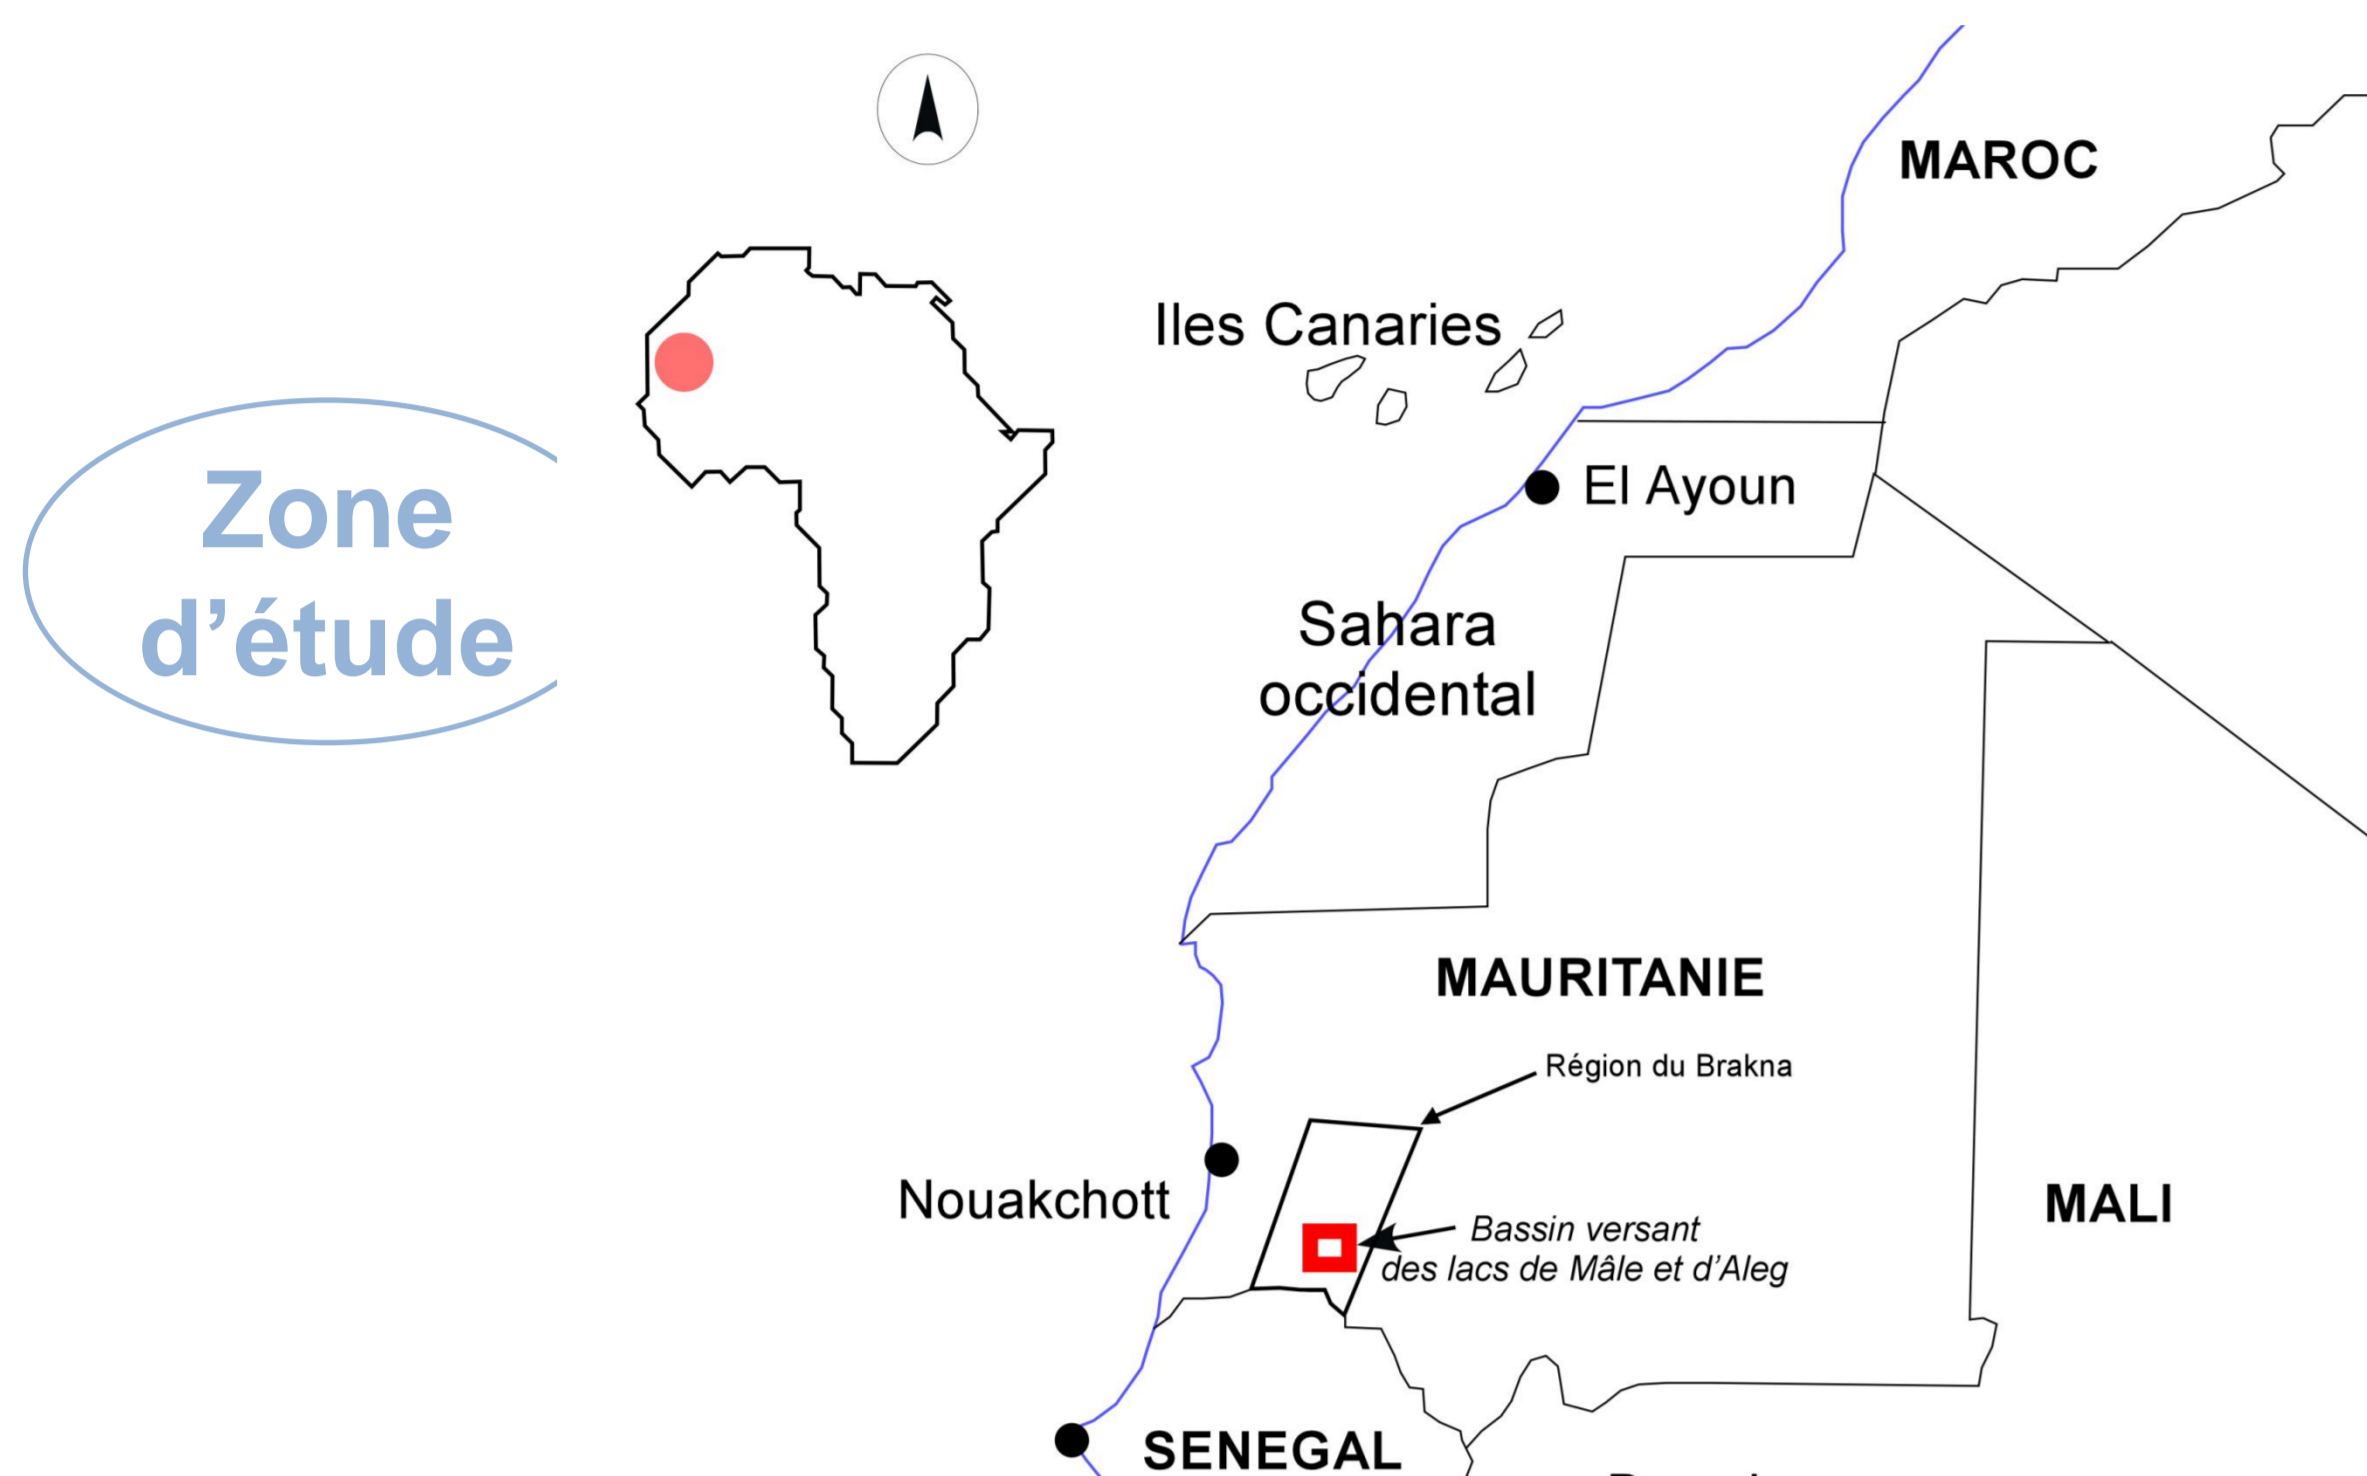 MAROC
Iles Canaries
Zone
d’étude
El Ayoun
Sahara
occidental
MAURITANIE
Région du Brakna
Nouakchott
MALI
Bassin versant
des lacs de Mâle et d'Aleg
SENEGAL